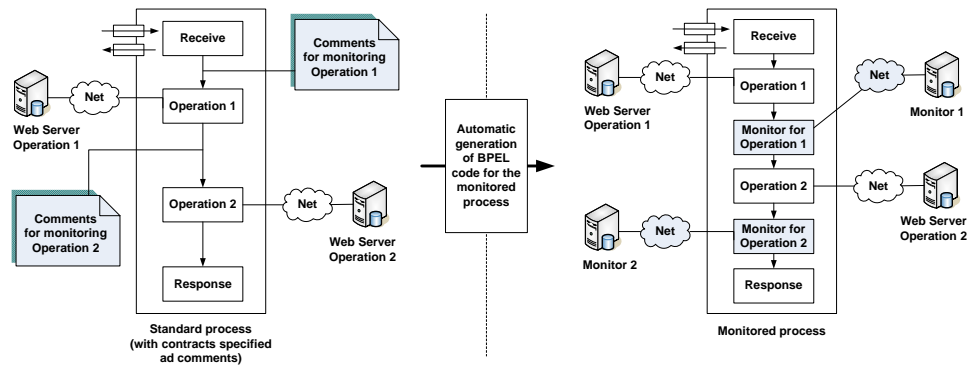 Receive
Comments
for monitoring
Operation 1
Net
Operation 1
Web Server
Operation 1
Operation 2
Net
Comments
for monitoring
Operation 2
Web Server
Operation 2
Response
Standard process
(with contracts specified
ad comments)
Automatic
generation
of BPEL
code for the
monitored
process
Receive
Net
Operation 1
Net
Web Server
Operation 1
Monitor 1
Monitor for
Operation 1
Operation 2
Net
Web Server
Operation 2
Net
Monitor for
Operation 2
Monitor 2
Response
Monitored process